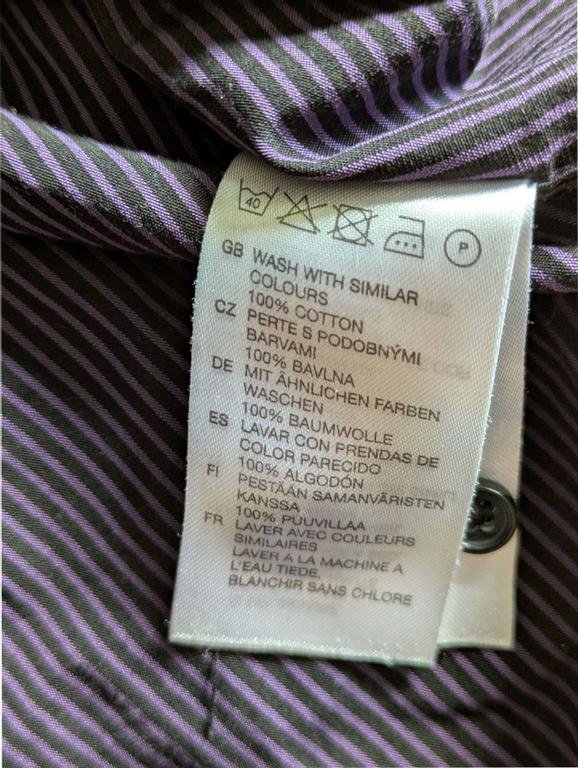 40
P
GB WASH WITH SIMILAR
COLOURS
100% COTTON
CZ PERTE S PODOBNÝMI
BARVAMI
100% BAVLNA
DE MIT ÄHNLICHEN FARBEN
WASCHEN
100% BAUMWOLLE
ES LAVAR CON PRENDAS DE
COLOR PARECIDO
100% ALGODÓN
FI PESTÄÄN SAMANVÄRISTEN
KANSSA
100% PUUVILLAA
FR LAVER AVEC COULEURS
SIMILAIRES
LAVER A LA MACHINE A
L'EAU TIEDE,
BLANCHIR SANS CHLORE